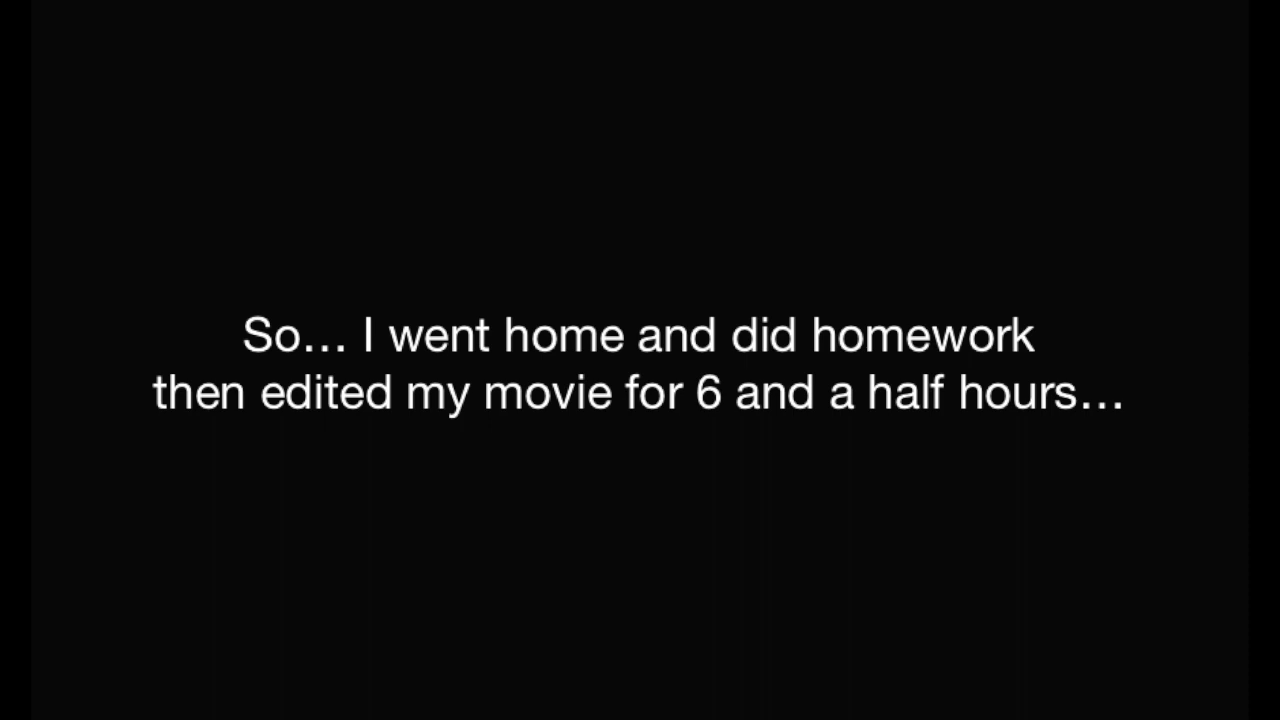 So… I went home and did homework
then edited my movie for 6 and a half hours…